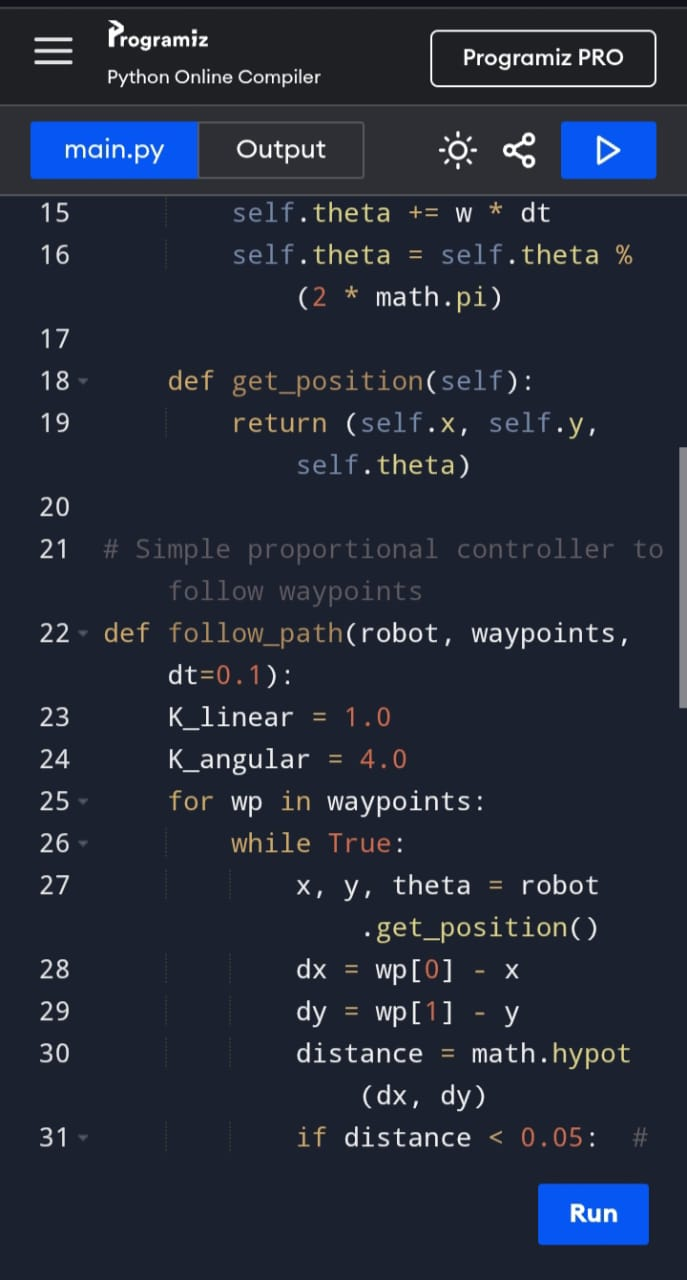 Programiz
Python Online Compiler
Programiz PRO
main.py
Output
15 self.theta += w * dt
16 self.theta = self.theta %
(2 * math.pi)
17
18 def get_position(self):
19 return (self.x, self.y,
self.theta)
20
21 # Simple proportional controller to
follow waypoints
22 def follow_path(robot, waypoints,
dt=0.1):
23 K_linear = 1.0
24 K_angular = 4.0
25 for wp in waypoints:
26 while True:
27 x, y, theta = robot
.get_position()
28 dx = wp[0] - x
29 dy = wp[1] - y
30 distance = math.hypot
(dx, dy)
31 if distance < 0.05: #
Run